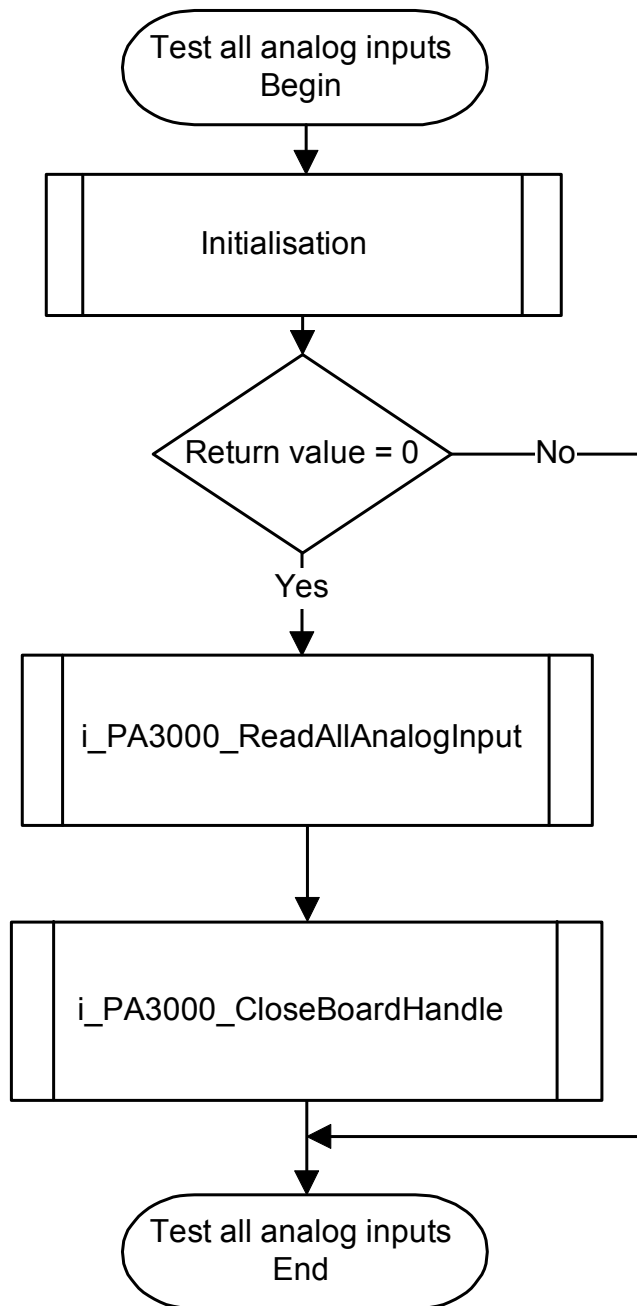 Test all analog inputs
Begin
Initialisation
Return value = 0
No
Yes
i_PA3000_ReadAllAnalogInput
i_PA3000_CloseBoardHandle
Test all analog inputs
End